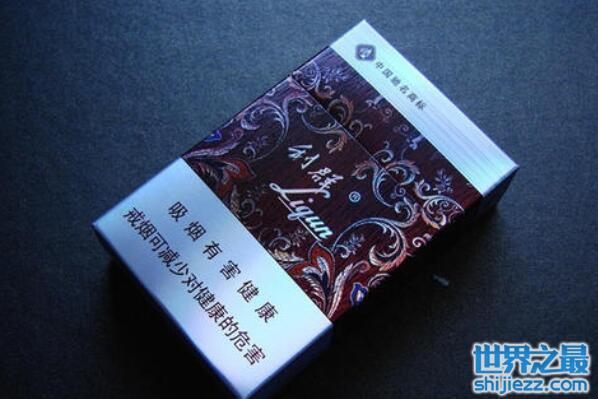 中国驰名商标
利群
Liqun®
吸烟有害健康
戒烟可减少对健康的危害
世界之最
shijiezz.com